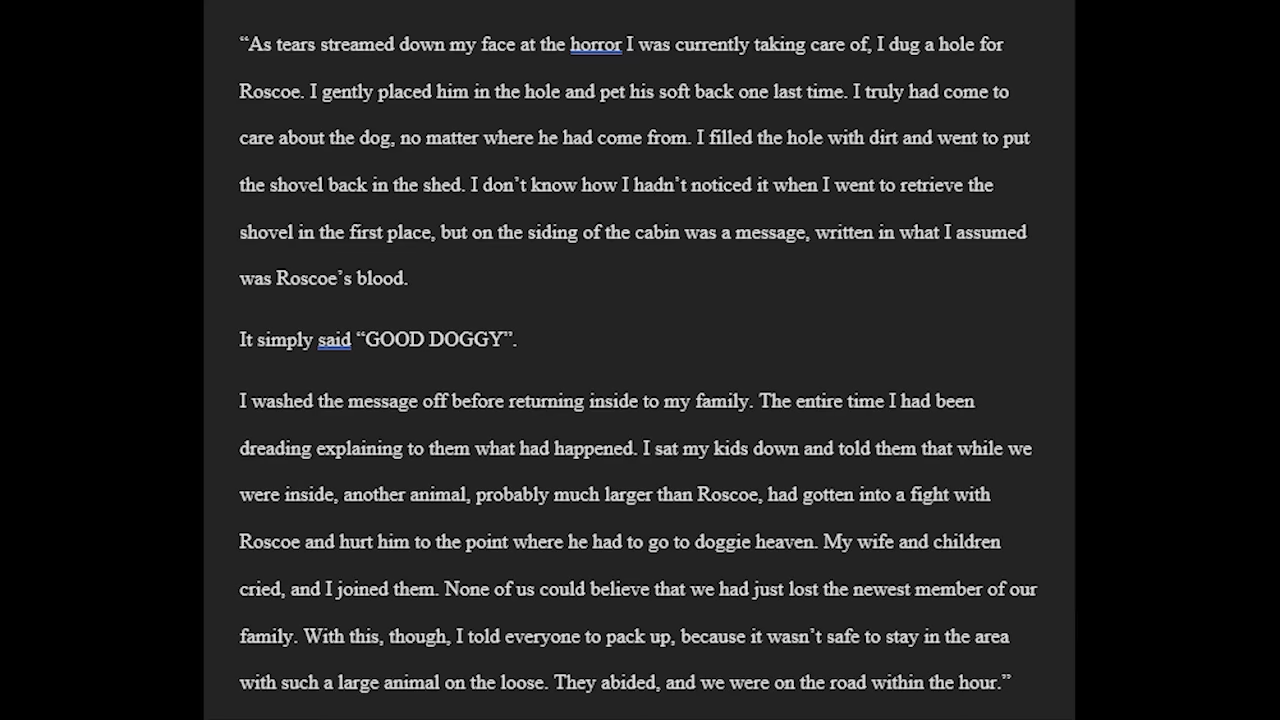 “As tears streamed down my face at the horror I was currently taking care of, I dug a hole for
Roscoe. I gently placed him in the hole and pet his soft back one last time. I truly had come to
care about the dog, no matter where he had come from. I filled the hole with dirt and went to put
the shovel back in the shed. I don’t know how I hadn’t noticed it when I went to retrieve the
shovel in the first place, but on the siding of the cabin was a message, written in what I assumed
was Roscoe’s blood.
It simply said “GOOD DOGGY”.
I washed the message off before returning inside to my family. The entire time I had been
dreading explaining to them what had happened. I sat my kids down and told them that while we
were inside, another animal, probably much larger than Roscoe, had gotten into a fight with
Roscoe and hurt him to the point where he had to go to doggie heaven. My wife and children
cried, and I joined them. None of us could believe that we had just lost the newest member of our
family. With this, though, I told everyone to pack up, because it wasn’t safe to stay in the area
with such a large animal on the loose. They abided, and we were on the road within the hour.”